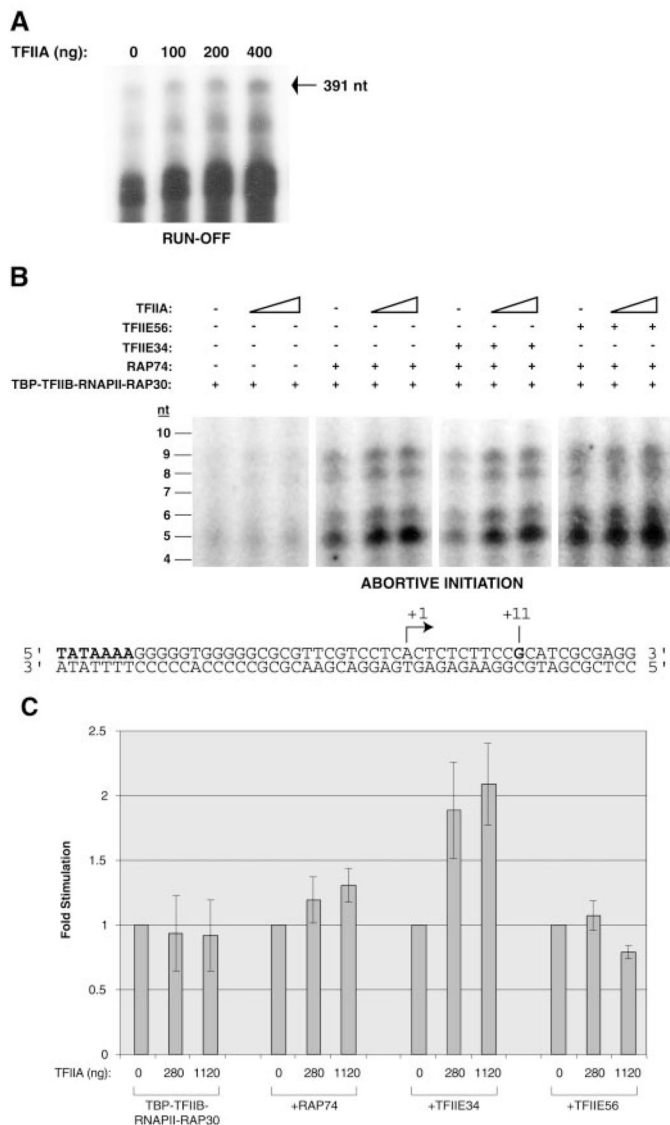 A
TFIIA (ng): 0 100 200 400
391 nt
RUN-OFF
B
TFIIA: - - - - - - - -
TFIIE56: - - - - - - - - - + + +
TFIIE34: - - - - - - + + + - - -
RAP74: - - - + + + + + + + + +
TBP-TFIIB-RNAPII-RAP30: + + + + + + + + + + + +
nt
10
9
8
7
6
5
4
ABORTIVE INITIATION
+1 +11
5' TATAAAAGGGGGTGGGGGCGCGTTCGTCCTCACTCTCTTCCGCATCGCGAGG 3'
3' ATATTTTCCCCCACCCCCGCGCAAGCAGGAGTGAGAGAAGGCGTAGCGCTCC 5'
C
Fold Stimulation
2.5
2
1.5
1
0.5
0
TFIIA (ng): 0 280 1120 0 280 1120 0 280 1120 0 280 1120
TBP-TFIIB-RNAPII-RAP30 +RAP74 +TFIIE34 +TFIIE56